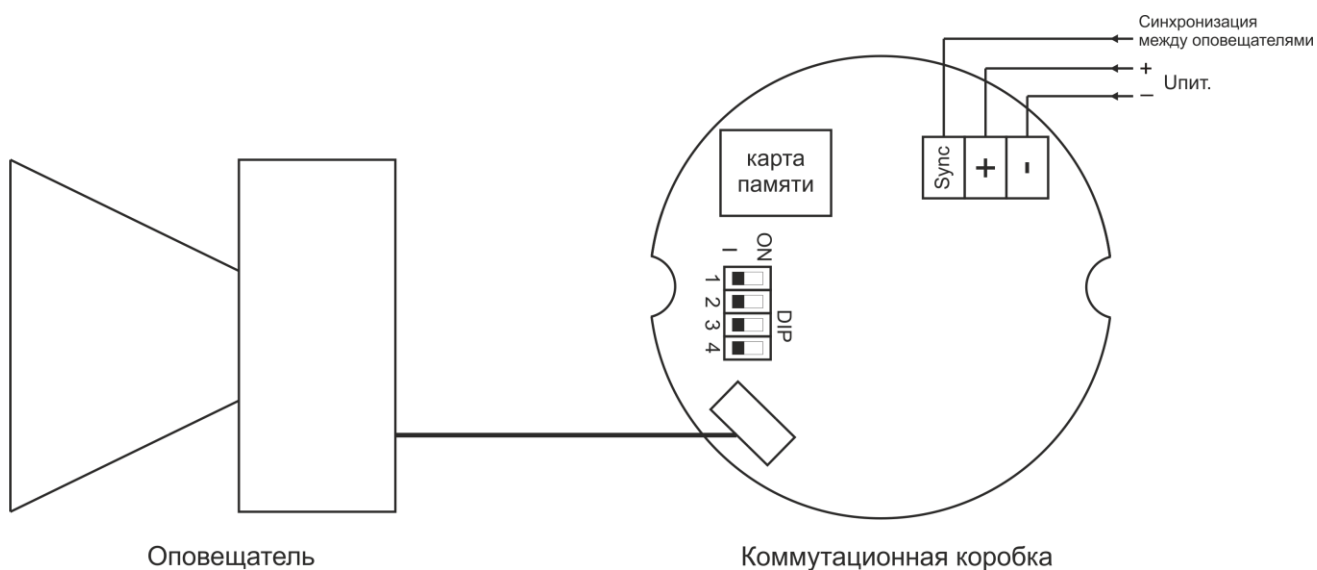 Синхронизация
между оповещателями
+
Uпит.
−
карта
памяти
Sync
+
-
I
ON
1
2
3
4
DIP
Оповещатель
Коммутационная коробка